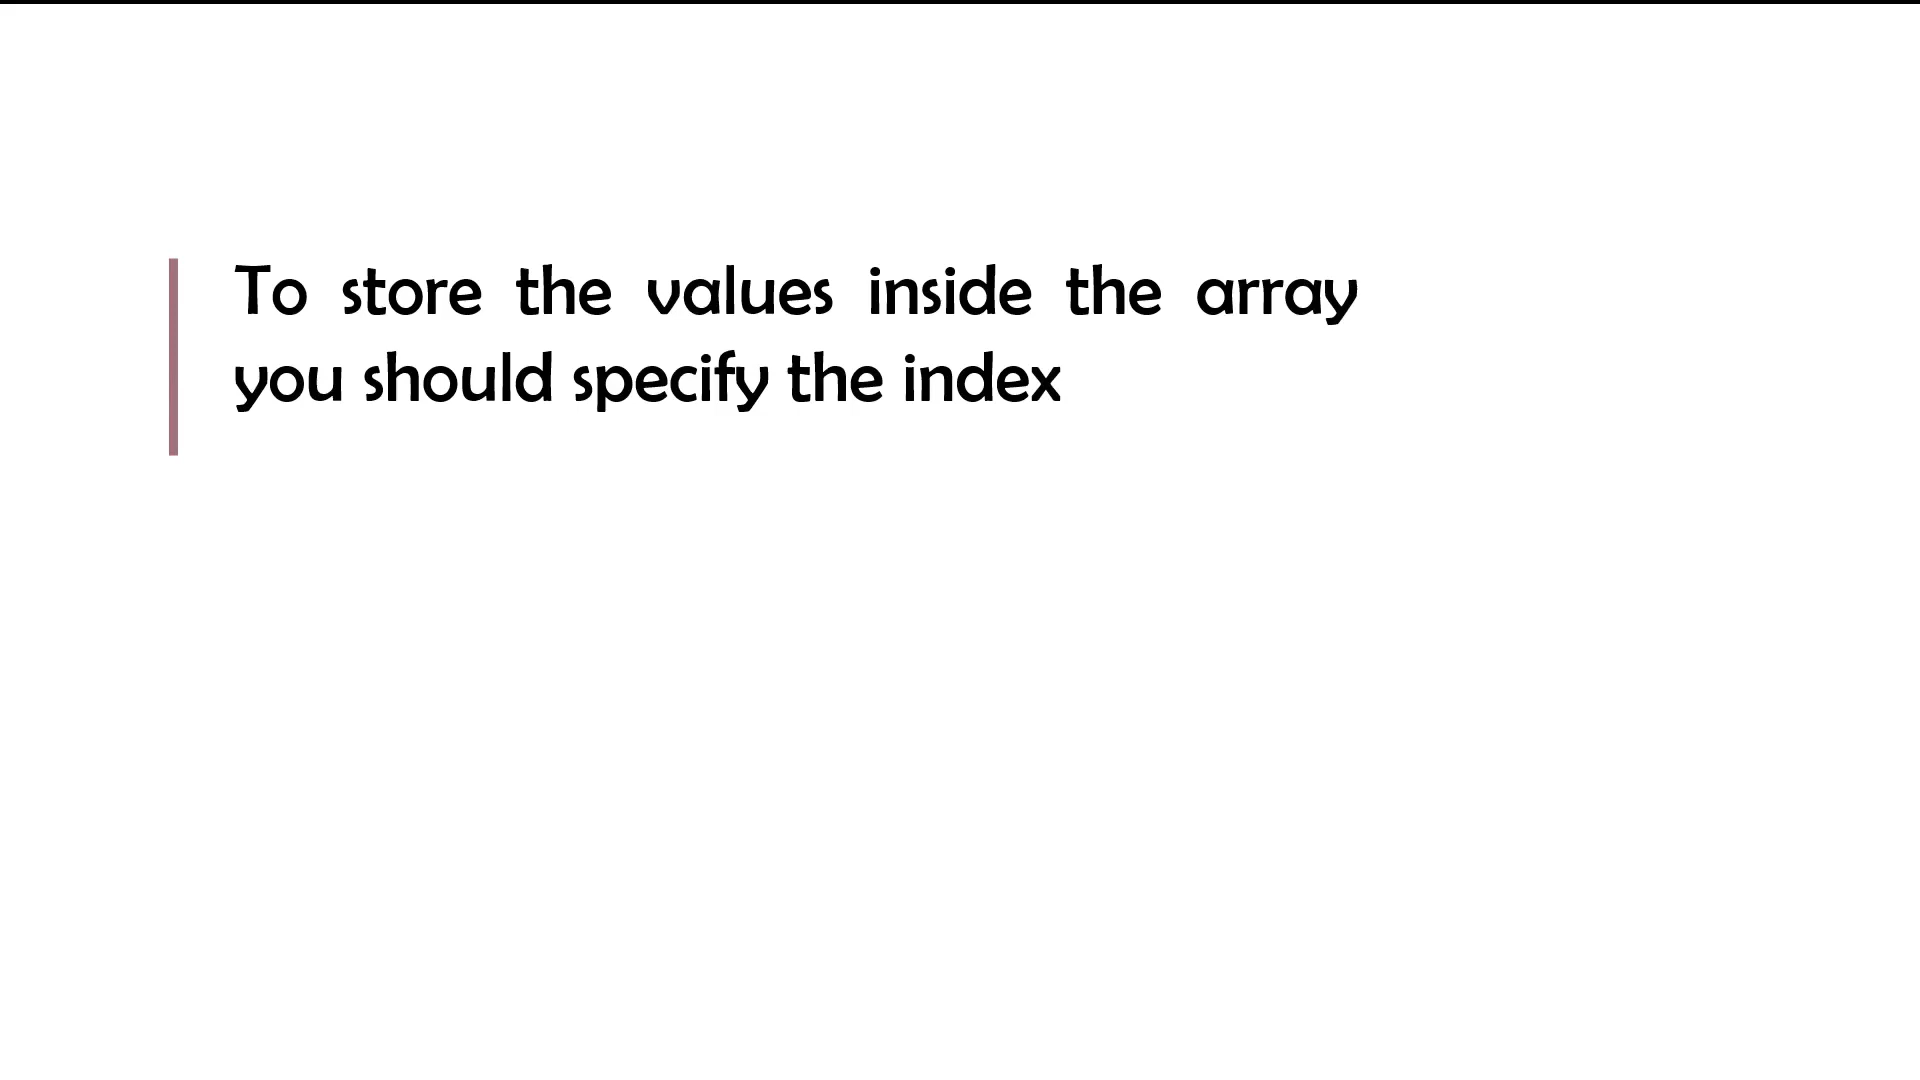 To store the values inside the array
you should specify the index